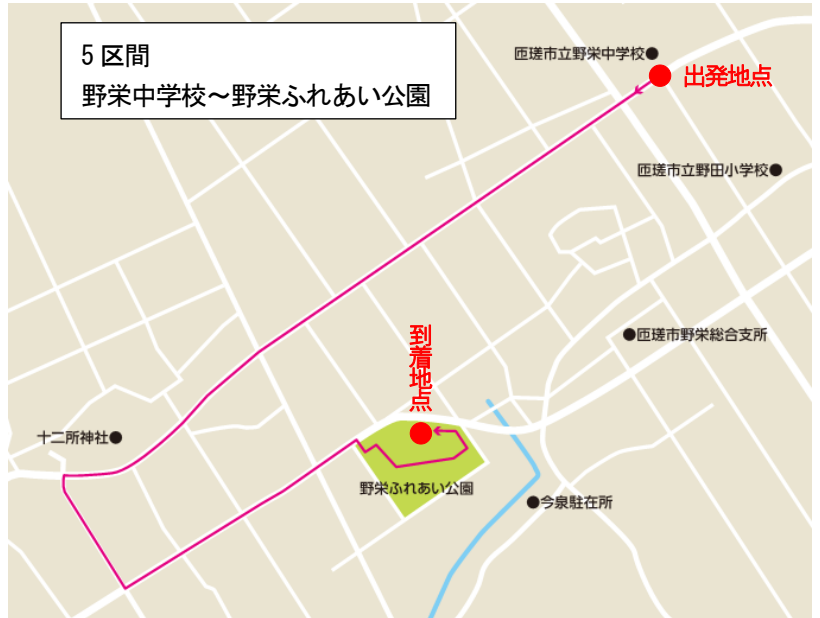 5区間
野栄中学校～野栄ふれあい公園
匝瑳市立野栄中学校●
出発地点
匝瑳市立野田小学校●
●匝瑳市野栄総合支所
到着地点
十二所神社●
野栄ふれあい公園
●今泉駐在所